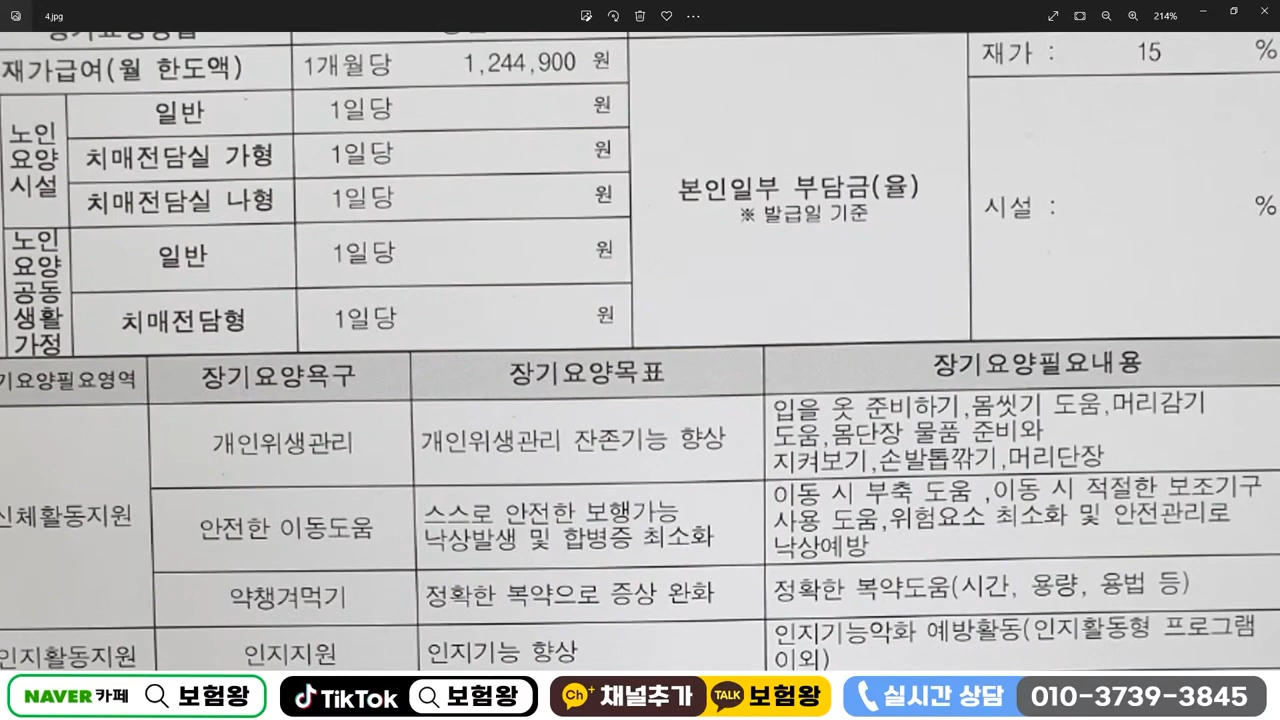 4.jpg
214%
재가급여(월 한도액) 1개월당 1,244,900 원
재가 : 15 %
노인
요양
시설
일반 1일당 원
치매전담실 가형 1일당 원
치매전담실 나형 1일당 원
본인일부 부담금(율)
※ 발급일 기준
시설 : %
노인
요양
공동
생활
가정
일반 1일당 원
치매전담형 1일당 원
기요양필요영역 장기요양욕구 장기요양목표 장기요양필요내용
신체활동지원
개인위생관리 개인위생관리 잔존기능 향상
입을 옷 준비하기,몸씻기 도움,머리감기
도움,몸단장 물품 준비와
지켜보기,손발톱깎기,머리단장
안전한 이동도움
스스로 안전한 보행가능
낙상발생 및 합병증 최소화
이동 시 부축 도움 ,이동 시 적절한 보조기구
사용 도움,위험요소 최소화 및 안전관리로
낙상예방
약챙겨먹기 정확한 복약으로 증상 완화 정확한 복약도움(시간, 용량, 용법 등)
인지활동지원 인지지원 인지기능 향상
인지기능악화 예방활동(인지활동형 프로그램
이외)
NAVER 카페 보험왕 TikTok 보험왕 Ch+ 채널추가 TALK 보험왕 실시간 상담 010-3739-3845